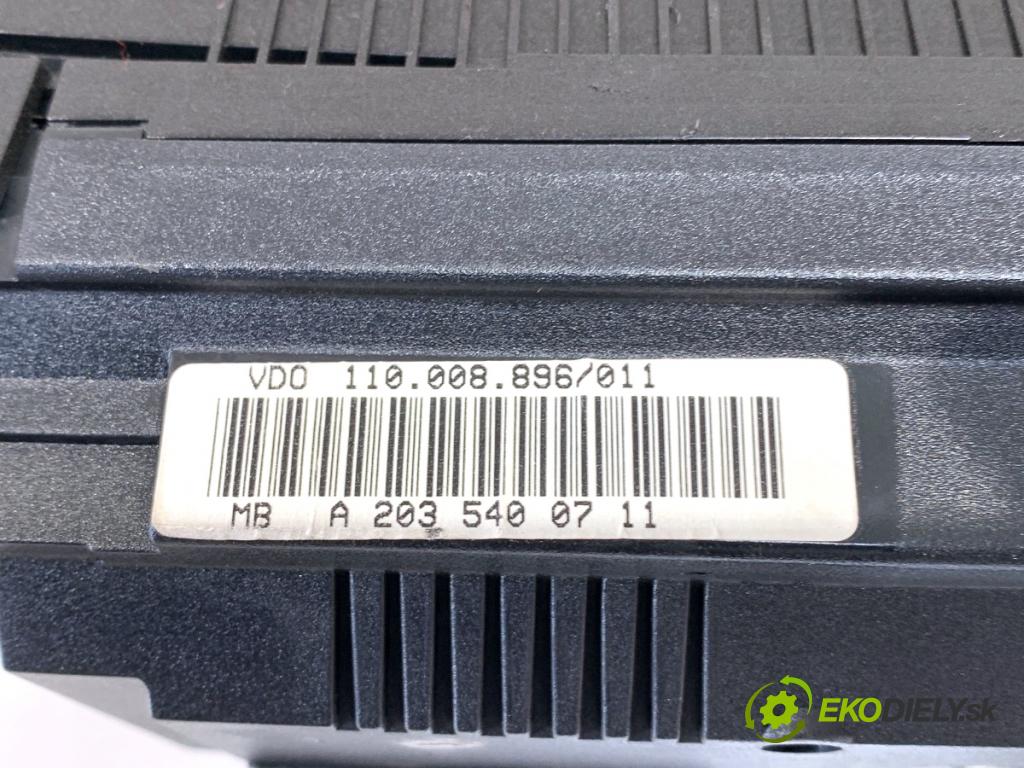 VDO 110.008.896/011
MB A 203 540 07 11
EKODIELY.sk